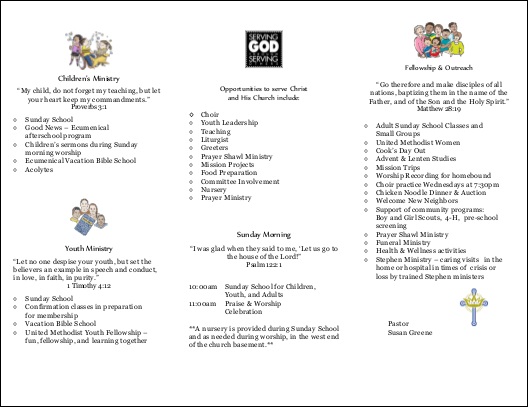 Children's Ministry
"My child, do not forget my teaching, but let
your heart keep my commandments."
Poverbs 3:1
◊ Sunday School
◊ Good News – Ecumenical
afterschool program
◊ Children's sermons during Sunday
morning worship
◊ Ecumenical Vacation Bible School
◊ Acolytes
Youth Ministry
"Let no one despise your youth, but set the
believers an example in speech and conduct,
in love, in faith, in purity."
1 Timothy 4:12
◊ Sunday School
◊ Confirmation classes in preparation
for membership
◊ Vacation Bible School
◊ United Methodist Youth Fellowship –
fun, fellowship, and learning together
SERVING
GOD
SERVING
Opportunities to serve Christ
and His Church include:
◊ Choir
◊ Youth Leadership
◊ Teaching
◊ Liturgist
◊ Greeters
◊ Prayer Shawl Ministry
◊ Mission Projects
◊ Food Preparation
◊ Committee Involvement
◊ Nursery
◊ Prayer Ministry
Sunday Morning
"I was glad when they said to me, 'Let us go to
the house of the Lord!"
Psalm 122:1
10:00am Sunday School for Children,
Youth, and Adults
11:00am Praise & Worship
Celebration
**A nursery is provided during Sunday School
and as needed during worship, in the west end
of the church basement.**
Fellowship & Outreach
"Go therefore and make disciples of all
nations, baptizing them in the name of the
Father, and of the Son and the Holy Spirit."
Matthew 28:19
◊ Adult Sunday School Classes and
Small Groups
◊ United Methodist Women
◊ Cook's Day Out
◊ Advent & Lenten Studies
◊ Mission Trips
◊ Worship Recording for homebound
◊ Choir practice Wednesdays at 7:30pm
◊ Chicken Noodle Dinner & Auction
◊ Welcome New Neighbors
◊ Support of community programs:
Boy and Girl Scouts, 4-H, pre-school
screening
◊ Prayer Shawl Ministry
◊ Funeral Ministry
◊ Health & Wellness activities
◊ Stephen Ministry – caring visits in the
home or hospital in times of crisis or
loss by trained Stephen ministers
Pastor
Susan Greene